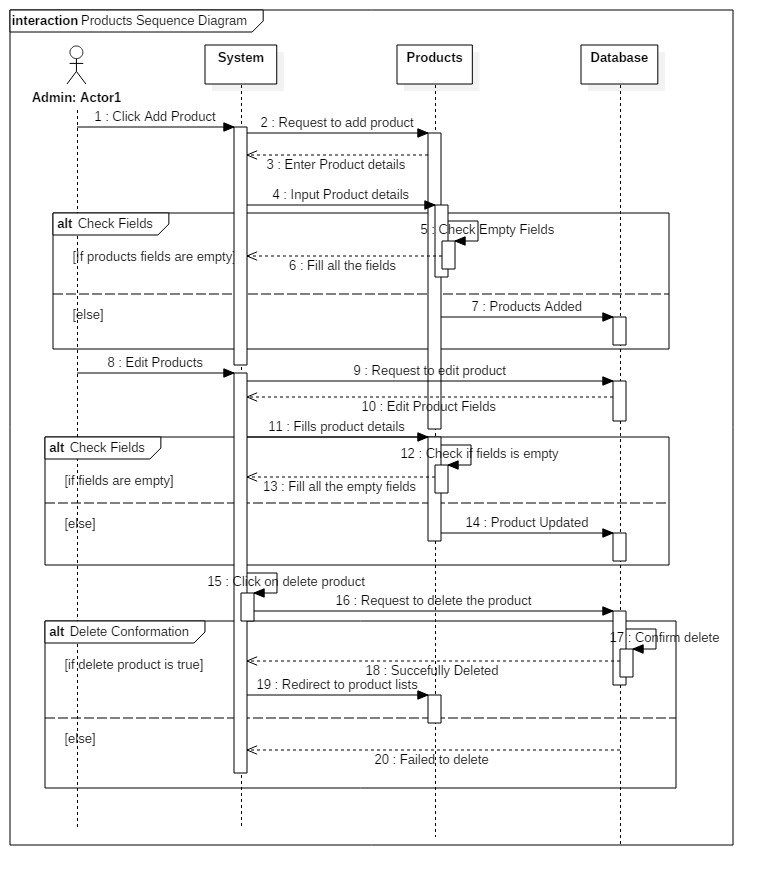 interaction Products Sequence Diagram
System
Products
Database
Admin: Actor1
1 : Click Add Product
2 : Request to add product
3 : Enter Product details
4 : Input Product details
alt Check Fields
5 : Check Empty Fields
[if products fields are empty]
6 : Fill all the fields
7 : Products Added
[else]
8 : Edit Products
9 : Request to edit product
10 : Edit Product Fields
11 : Fills product details
alt Check Fields
12 : Check if fields is empty
[if fields are empty]
13 : Fill all the empty fields
[else]
14 : Product Updated
15 : Click on delete product
16 : Request to delete the product
alt Delete Conformation
17 : Confirm delete
[if delete product is true]
18 : Succefully Deleted
19 : Redirect to product lists
[else]
20 : Failed to delete